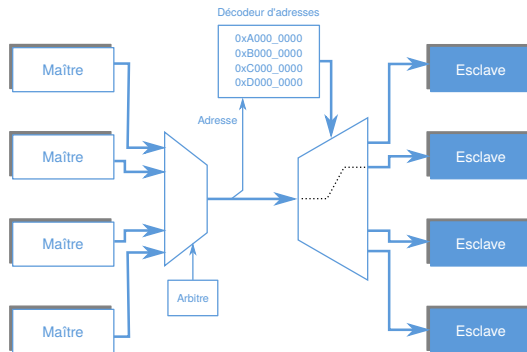 Décodeur d'adresses
0xA000_0000
0xB000_0000
0xC000_0000
0xD000_0000
Maître
Esclave
Adresse
Maître
Esclave
Maître
Esclave
Arbitre
Maître
Esclave